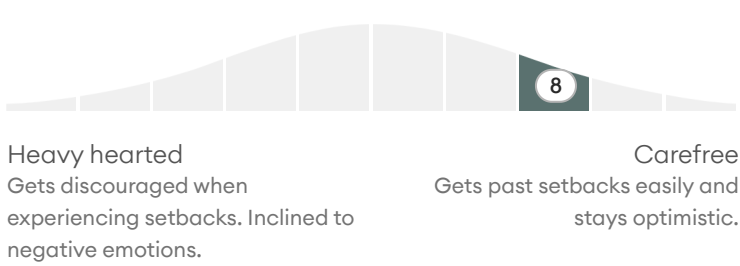 8
Heavy hearted
Gets discouraged when
experiencing setbacks. Inclined to
negative emotions.
Carefree
Gets past setbacks easily and
stays optimistic.